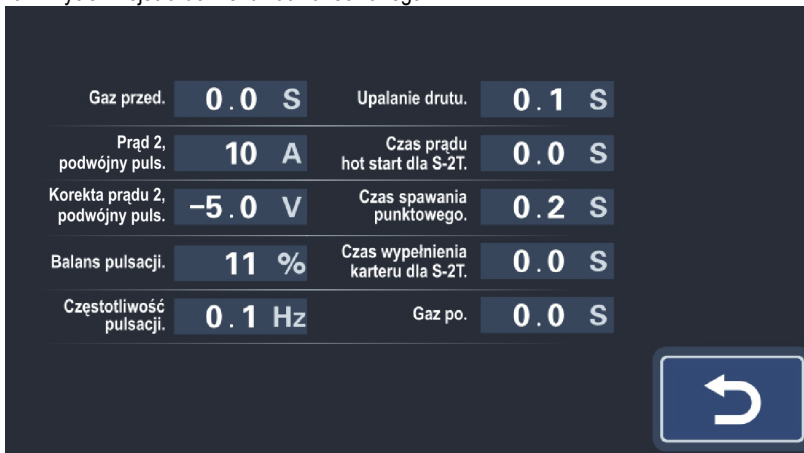 Gaz przed. 0.0 S
Upalanie drutu. 0.1 S
Prąd 2,
podwójny puls. 10 A
Czas prądu
hot start dla S-2T. 0.0 S
Korekta prądu 2,
podwójny puls. -5.0 V
Czas spawania
punktowego. 0.2 S
Balans pulsacji. 11 %
Czas wypełnienia
karteru dla S-2T. 0.0 S
Częstotliwość
pulsacji. 0.1 Hz
Gaz po. 0.0 S